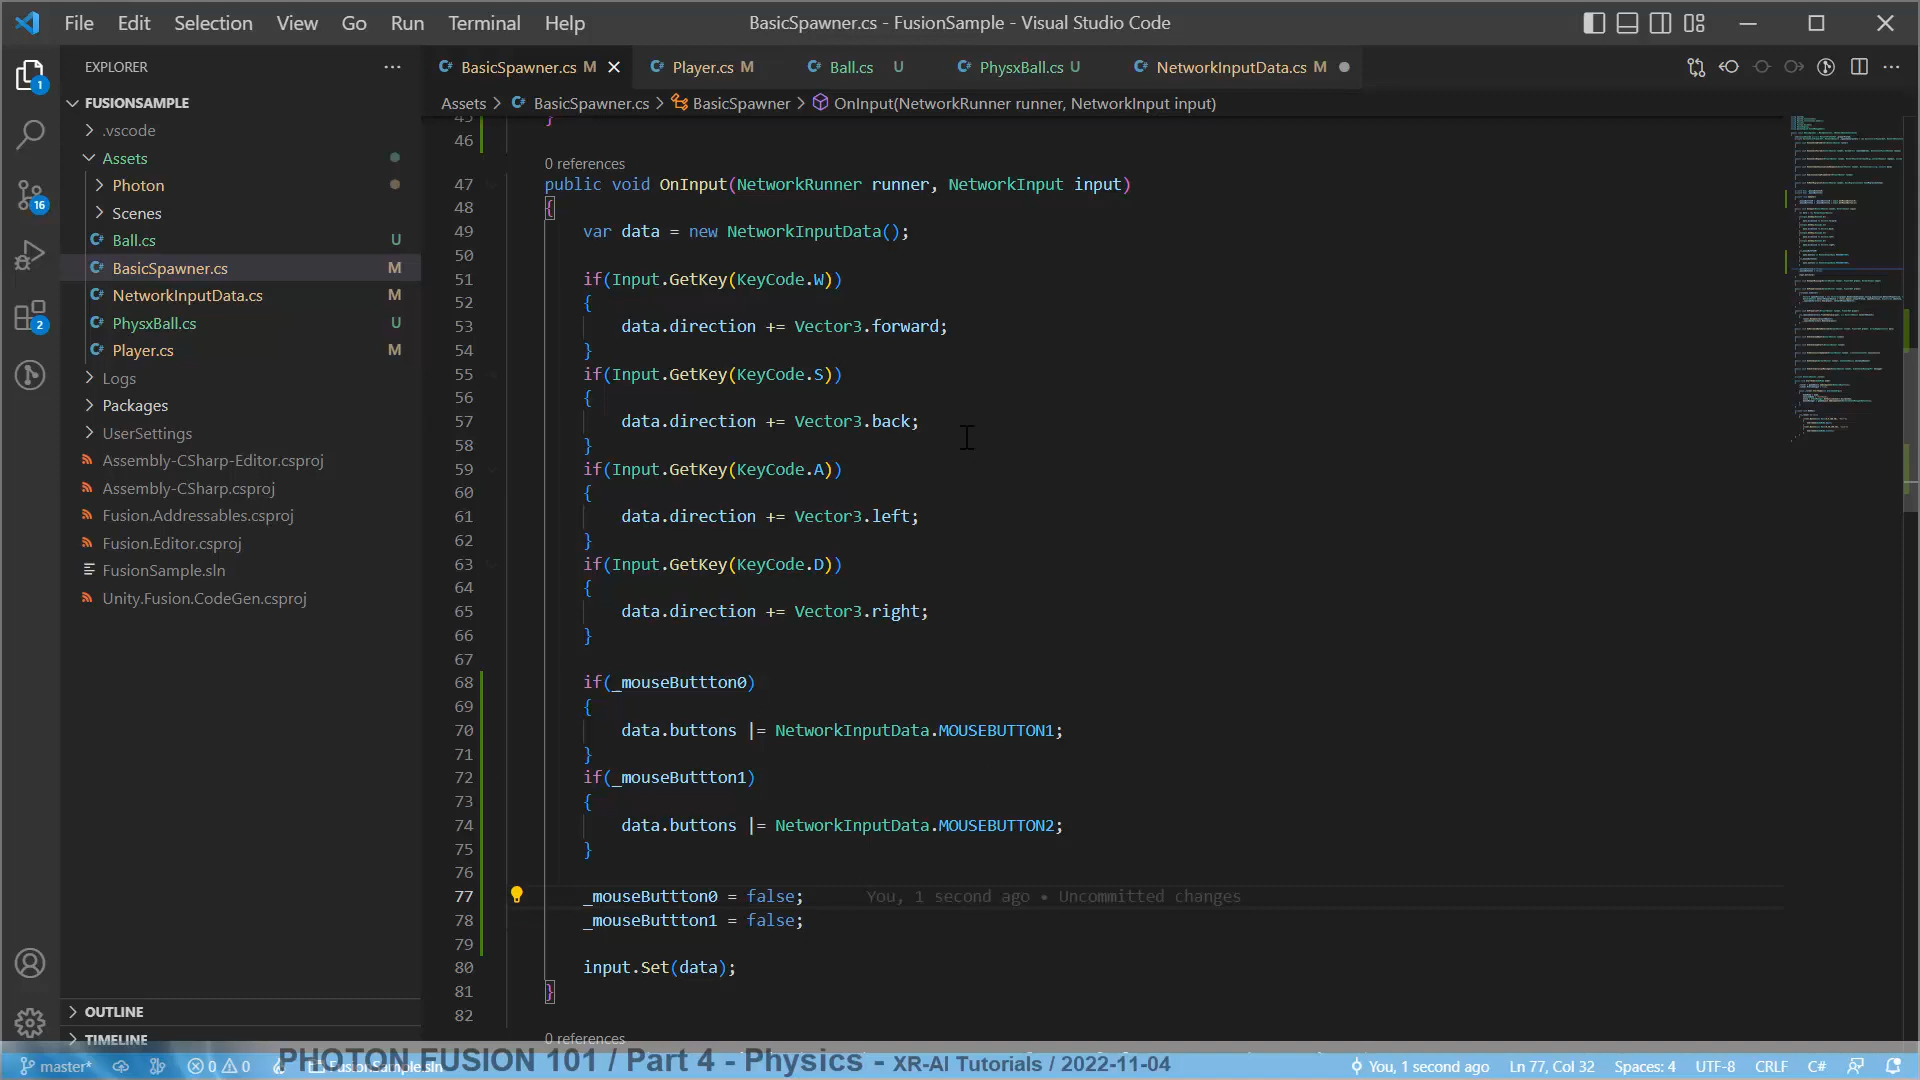 File Edit Selection View Go Run Terminal Help
BasicSpawner.cs - FusionSample - Visual Studio Code
EXPLORER
BasicSpawner.cs M
Player.cs M
Ball.cs U
PhysxBall.cs U
NetworkInputData.cs M
Assets > BasicSpawner.cs > BasicSpawner > OnInput(NetworkRunner runner, NetworkInput input)
FUSIONSAMPLE
.vscode
Assets
Photon
Scenes
Ball.cs U
BasicSpawner.cs M
NetworkInputData.cs M
PhysxBall.cs U
Player.cs M
Logs
Packages
UserSettings
Assembly-CSharp-Editor.csproj
Assembly-CSharp.csproj
Fusion.Addressables.csproj
Fusion.Editor.csproj
FusionSample.sln
Unity.Fusion.CodeGen.csproj
OUTLINE
TIMELINE
1
16
2
45 }
46
0 references
47 public void OnInput(NetworkRunner runner, NetworkInput input)
48 {
49 var data = new NetworkInputData();
50
51 if(Input.GetKey(KeyCode.W))
52 {
53 data.direction += Vector3.forward;
54 }
55 if(Input.GetKey(KeyCode.S))
56 {
57 data.direction += Vector3.back;
58 }
59 if(Input.GetKey(KeyCode.A))
60 {
61 data.direction += Vector3.left;
62 }
63 if(Input.GetKey(KeyCode.D))
64 {
65 data.direction += Vector3.right;
66 }
67
68 if(_mouseButtton0)
69 {
70 data.buttons |= NetworkInputData.MOUSEBUTTON1;
71 }
72 if(_mouseButtton1)
73 {
74 data.buttons |= NetworkInputData.MOUSEBUTTON2;
75 }
76
77 _mouseButtton0 = false; You, 1 second ago • Uncommitted changes
78 _mouseButtton1 = false;
79
80 input.Set(data);
81 }
82
0 references
master* 0 0 FusionSample.sln
PHOTON FUSION 101 / Part 4 - Physics - XR-AI Tutorials / 2022-11-04
You, 1 second ago Ln 77, Col 32 Spaces: 4 UTF-8 CRLF C#